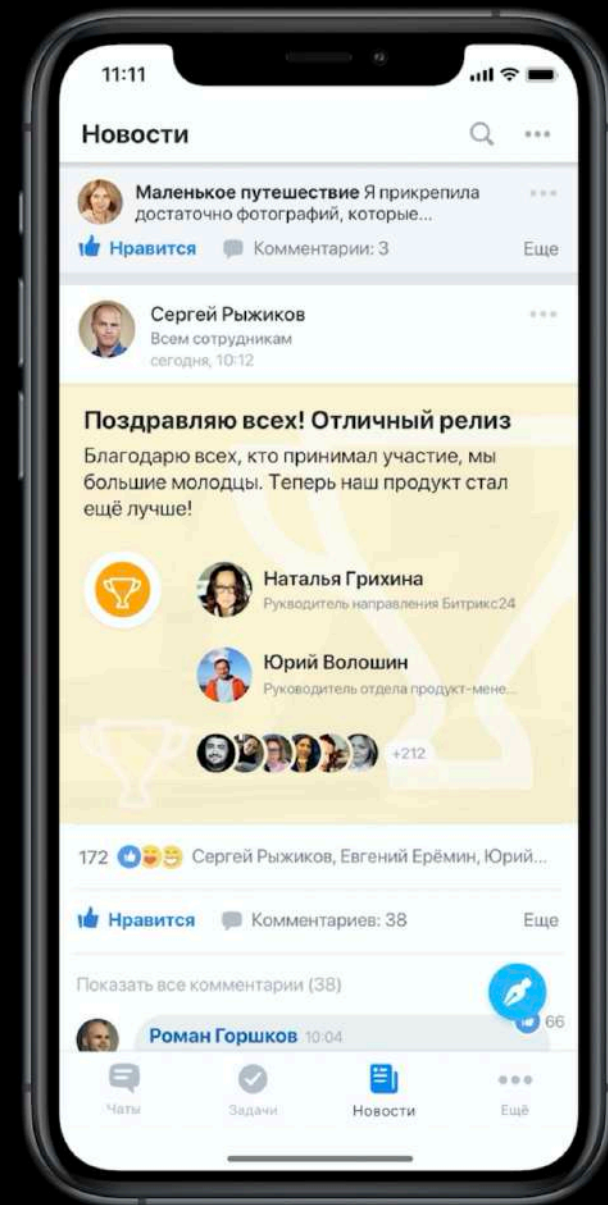 11:11
Новости
Маленькое путешествие Я прикрепила
достаточно фотографий, которые...
Нравится Комментарии: 3 Еще
Сергей Рыжиков
Всем сотрудникам
сегодня, 10:12
Поздравляю всех! Отличный релиз
Благодарю всех, кто принимал участие, мы
большие молодцы. Теперь наш продукт стал
ещё лучше!
Наталья Грихина
Рукводитель направления Битрикс24
Юрий Волошин
Руководитель отдела продукт-мене...
+212
172 Сергей Рыжиков, Евгений Ерёмин, Юрий...
Нравится Комментариев: 38 Еще
Показать все комментарии (38)
66
Роман Горшков 10:04
Чаты Задачи Новости Ещё